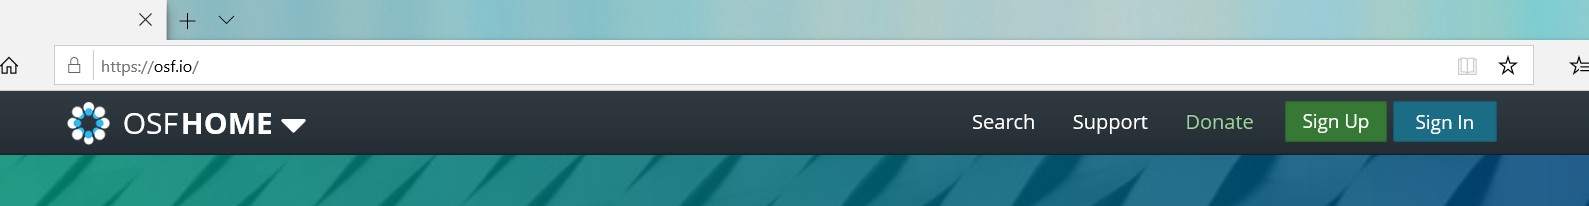 https://osf.io/
OSFHOME Search Support Donate Sign Up Sign In